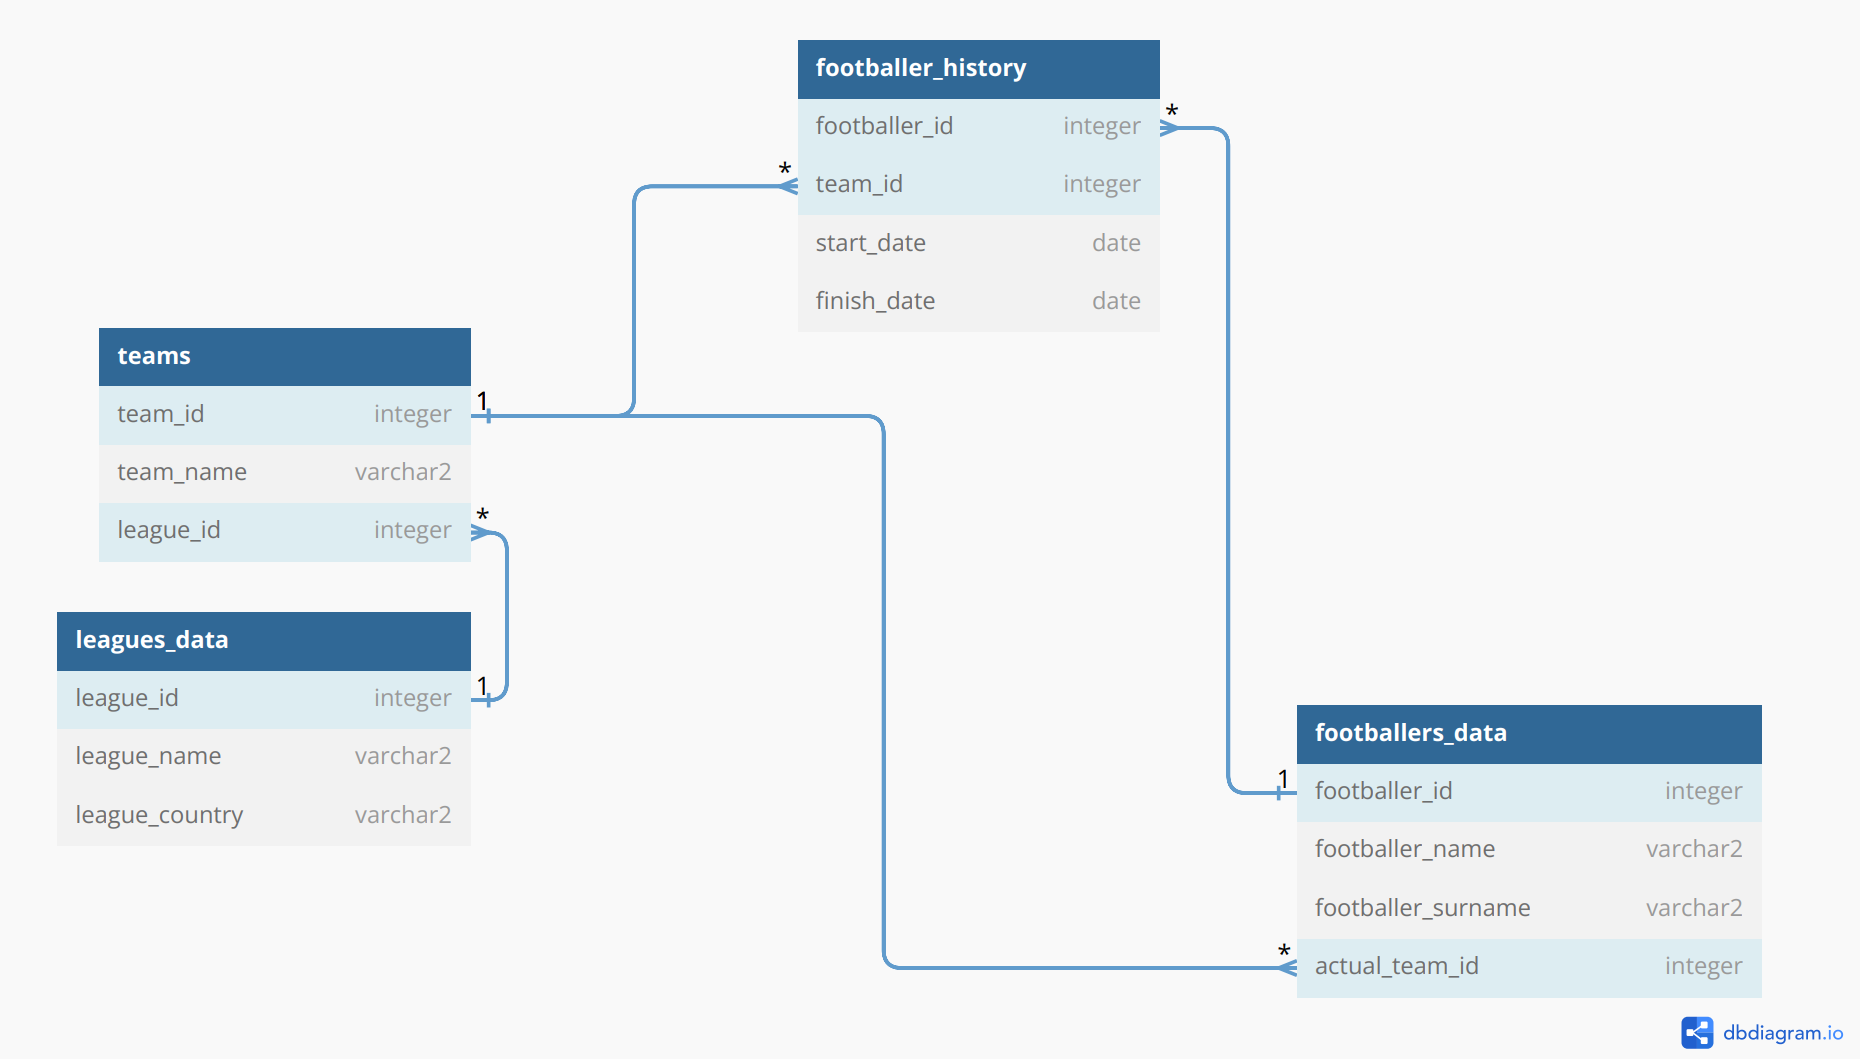 footballer_history
footballer_id integer
team_id integer
start_date date
finish_date date
*
*
teams
team_id integer
team_name varchar2
league_id integer
1
*
leagues_data
league_id integer
league_name varchar2
league_country varchar2
1
footballers_data
footballer_id integer
footballer_name varchar2
footballer_surname varchar2
actual_team_id integer
1
*
dbdiagram.io